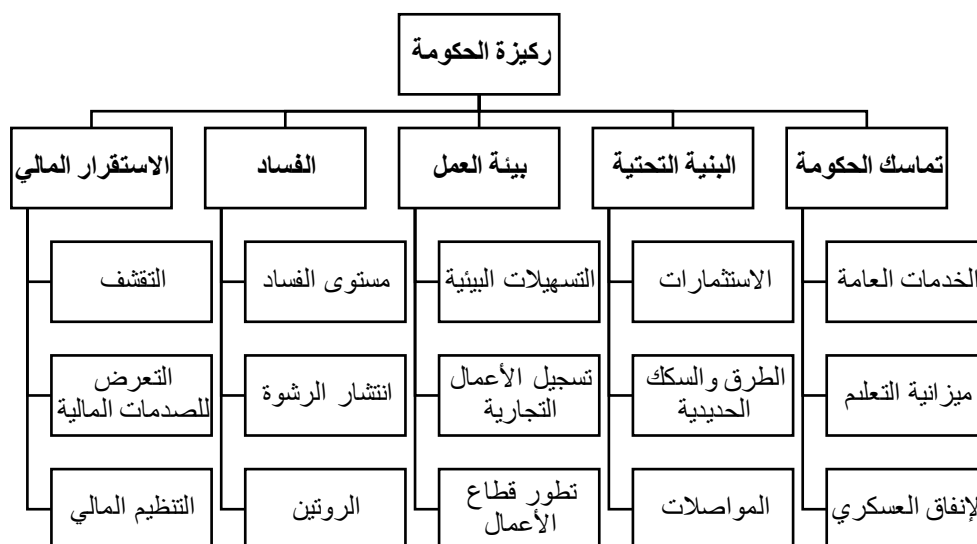 ركيزة الحكومة
تماسك الحكومة
البنية التحتية
بيئة العمل
الفساد
الاستقرار المالي
الخدمات العامة
الاستثمارات
التسهيلات البيئية
مستوى الفساد
التقشف
ميزانية التعليم
الطرق والسكك
الحديدية
تسجيل الأعمال
التجارية
انتشار الرشوة
التعرض
للصدمات المالية
لإنفاق العسكري
المواصلات
تطور قطاع
الأعمال
الروتين
التنظيم المالي